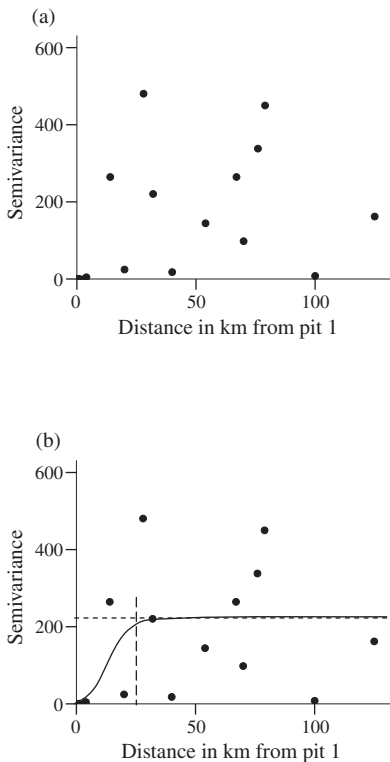 (a)
600
400
200
0
0 50 100
Semivariance
Distance in km from pit 1
(b)
600
400
200
0
0 50 100
Semivariance
Distance in km from pit 1